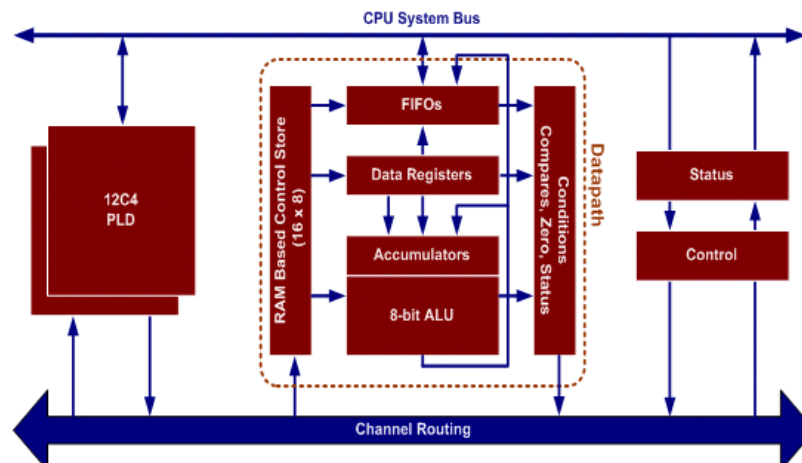 CPU System Bus
12C4
PLD
RAM Based Control Store
(16 x 8)
FIFOs
Data Registers
Accumulators
8-bit ALU
Conditions
Compares, Zero, Status
Datapath
Status
Control
Channel Routing